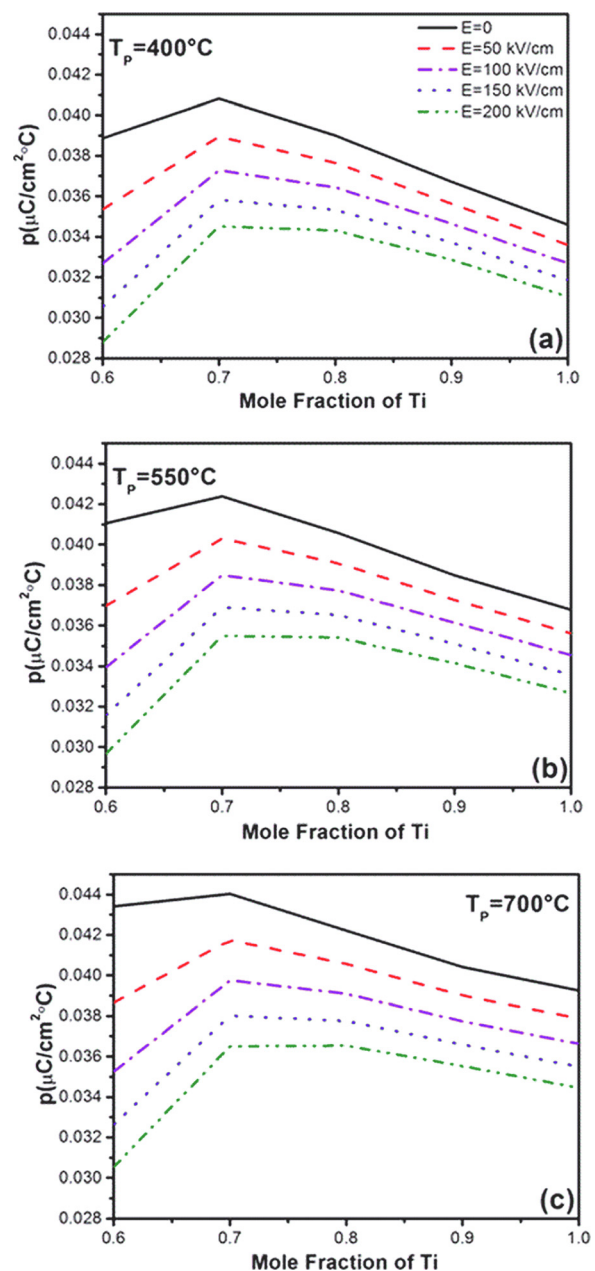 0.044
0.042
0.040
0.038
0.036
0.034
0.032
0.030
0.028
p(μC/cm²°C)
T_P=400°C
E=0
E=50 kV/cm
E=100 kV/cm
E=150 kV/cm
E=200 kV/cm
(a)
0.6 0.7 0.8 0.9 1.0
Mole Fraction of Ti
0.044
0.042
0.040
0.038
0.036
0.034
0.032
0.030
0.028
p(μC/cm²°C)
T_P=550°C
(b)
0.6 0.7 0.8 0.9 1.0
Mole Fraction of Ti
0.044
0.042
0.040
0.038
0.036
0.034
0.032
0.030
0.028
p(μC/cm²°C)
T_P=700°C
(c)
0.6 0.7 0.8 0.9 1.0
Mole Fraction of Ti